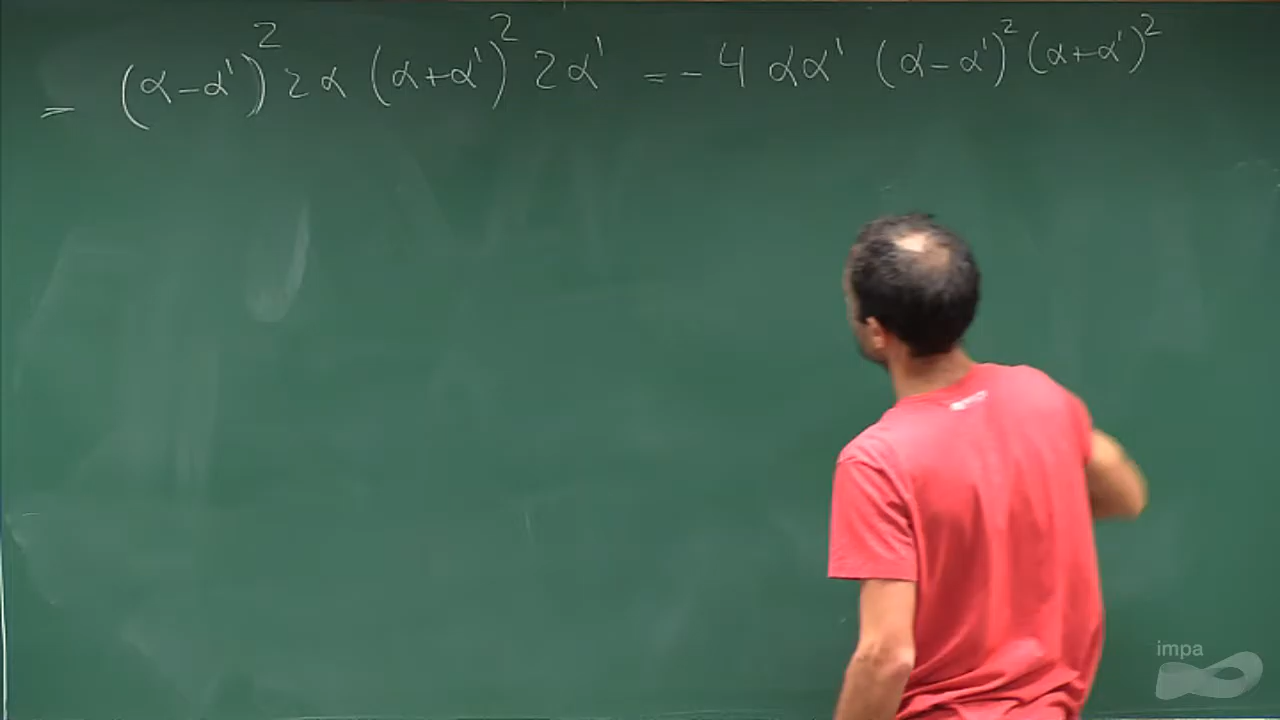 = (α-α')² 2α (α+α')² 2α' = - 4 αα' (α-α')² (α+α')²
impa